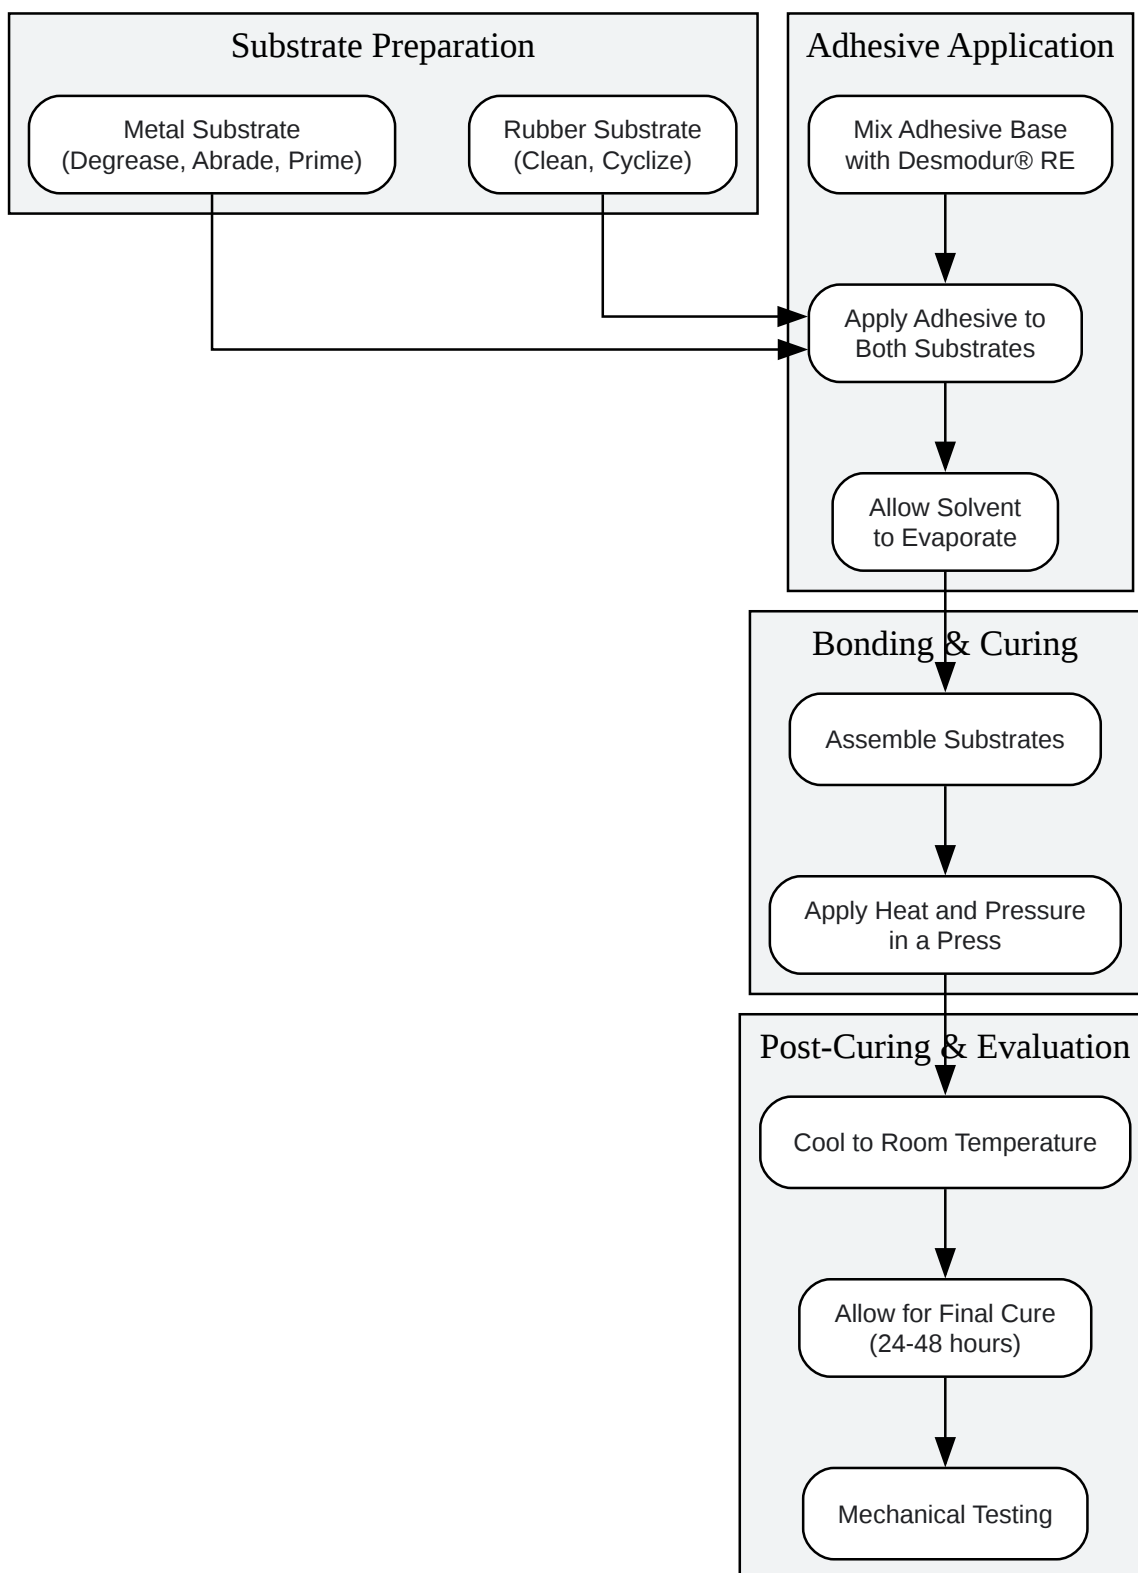 Substrate Preparation
Metal Substrate
(Degrease, Abrade, Prime)
Rubber Substrate
(Clean, Cyclize)
Adhesive Application
Mix Adhesive Base
with Desmodur® RE
Apply Adhesive to
Both Substrates
Allow Solvent
to Evaporate
Bonding & Curing
Assemble Substrates
Apply Heat and Pressure
in a Press
Post-Curing & Evaluation
Cool to Room Temperature
Allow for Final Cure
(24-48 hours)
Mechanical Testing